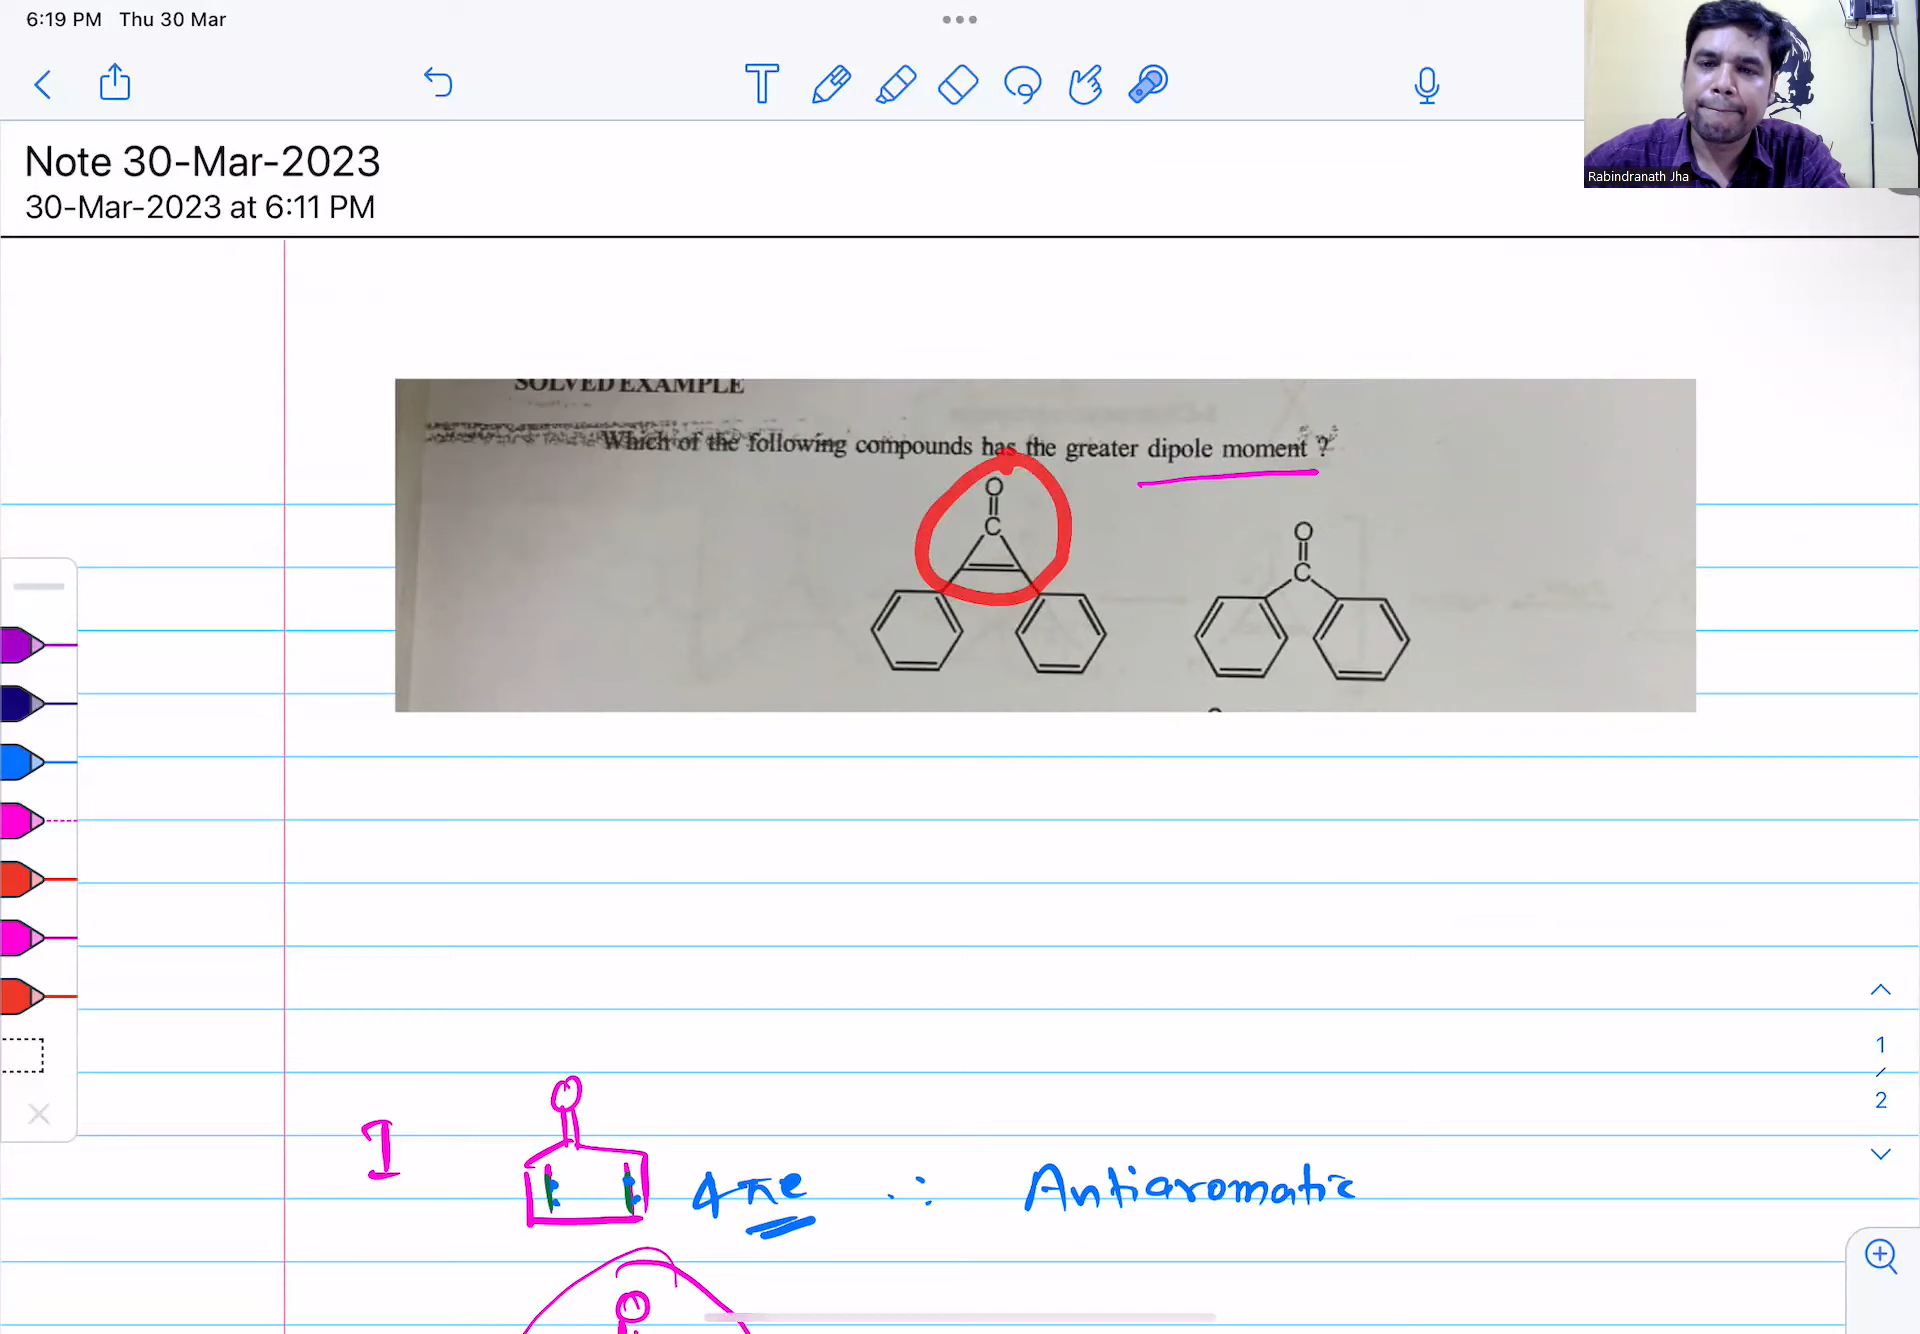 6:19 PM Thu 30 Mar
T
Rabindranath Jha
Note 30-Mar-2023
30-Mar-2023 at 6:11 PM
SOLVED EXAMPLE
Which of the following compounds has the greater dipole moment ?
O
C
O
C
1
2
O
I
4πe ∴ Antiaromatic
O